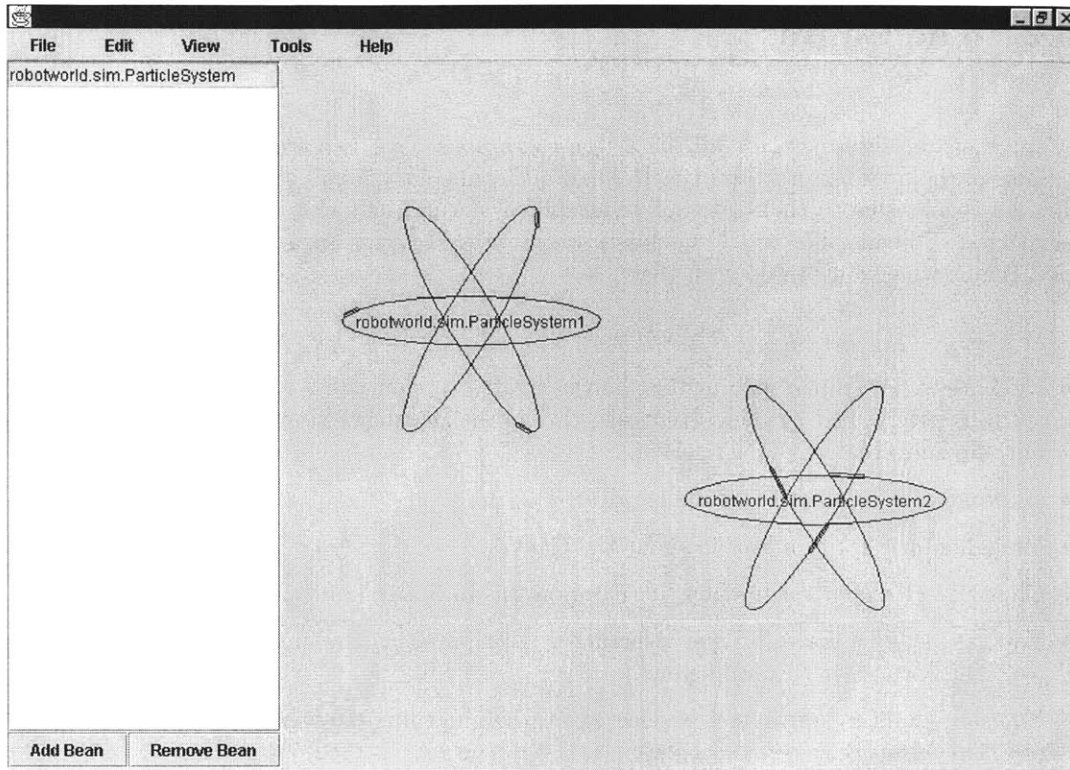 File Edit View Tools Help
robotworld.sim.ParticleSystem
robotworld.sim.ParticleSystem1
robotworld.sim.ParticleSystem2
Add Bean Remove Bean